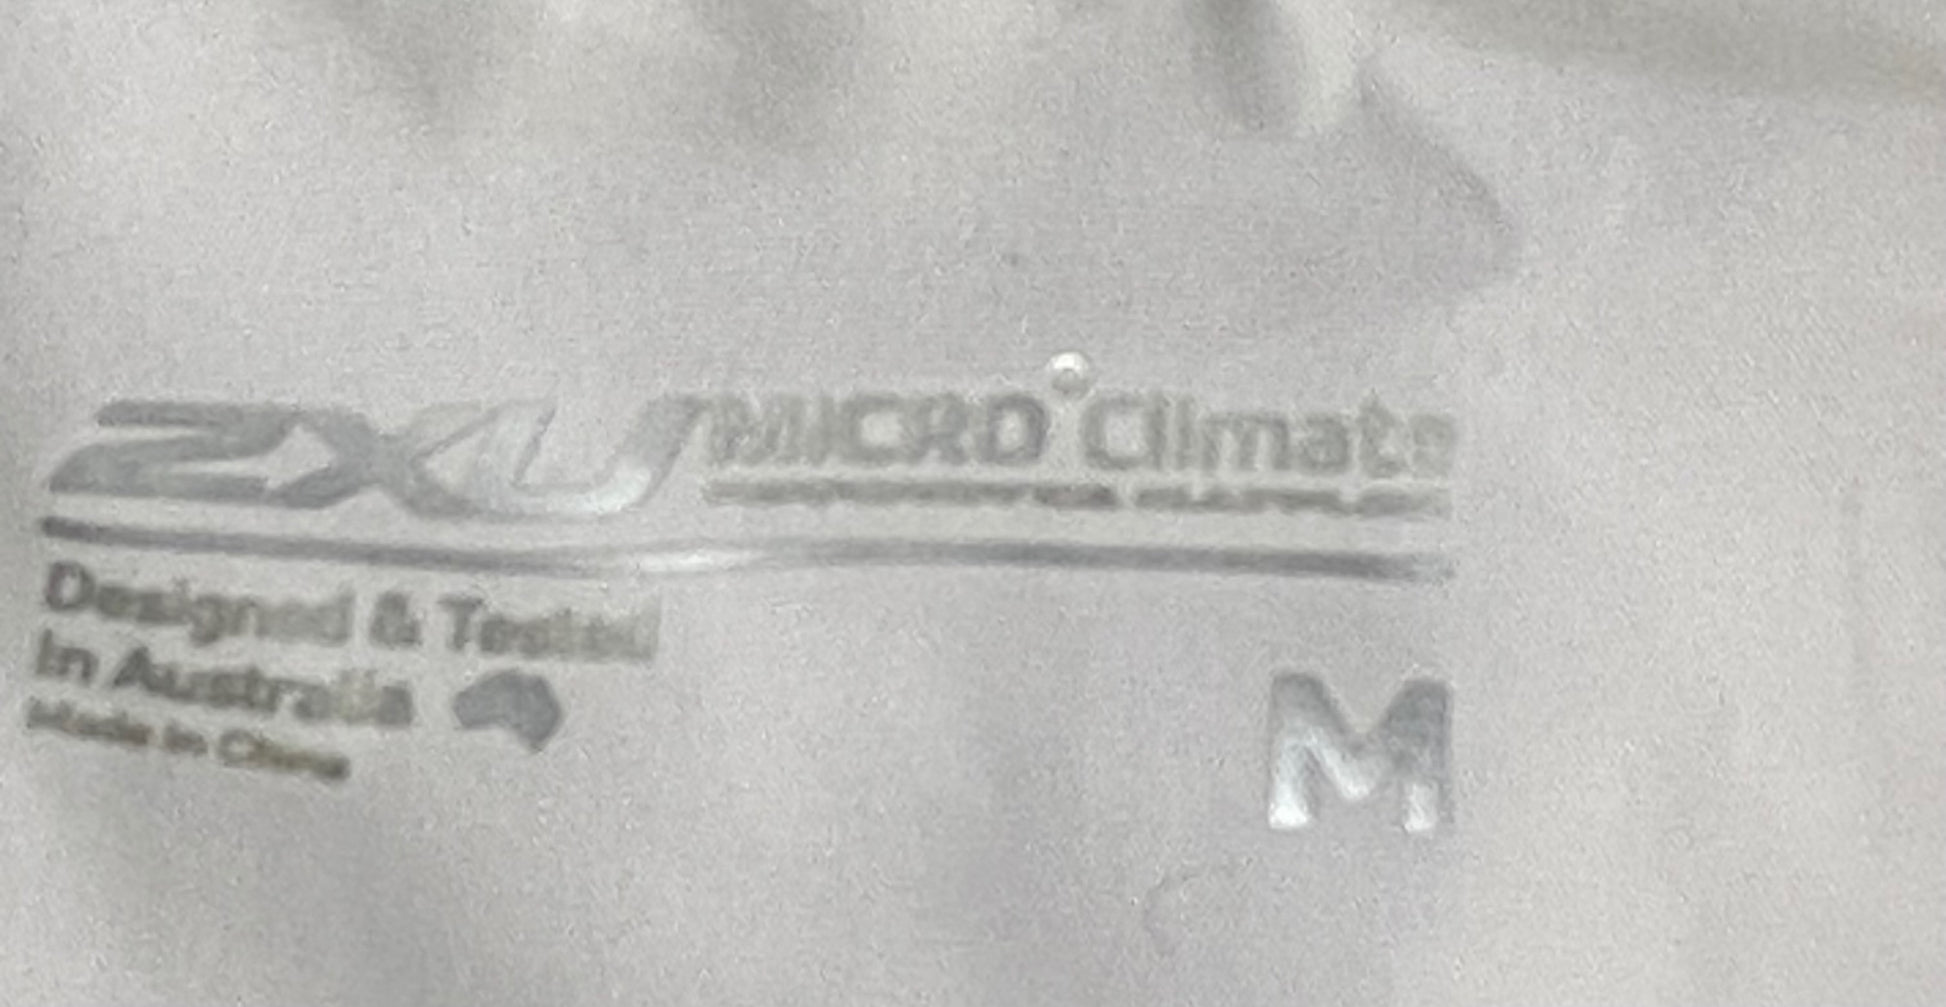 2XU MICRO Climate
Designed & Tested
In Australia
Made in China
M